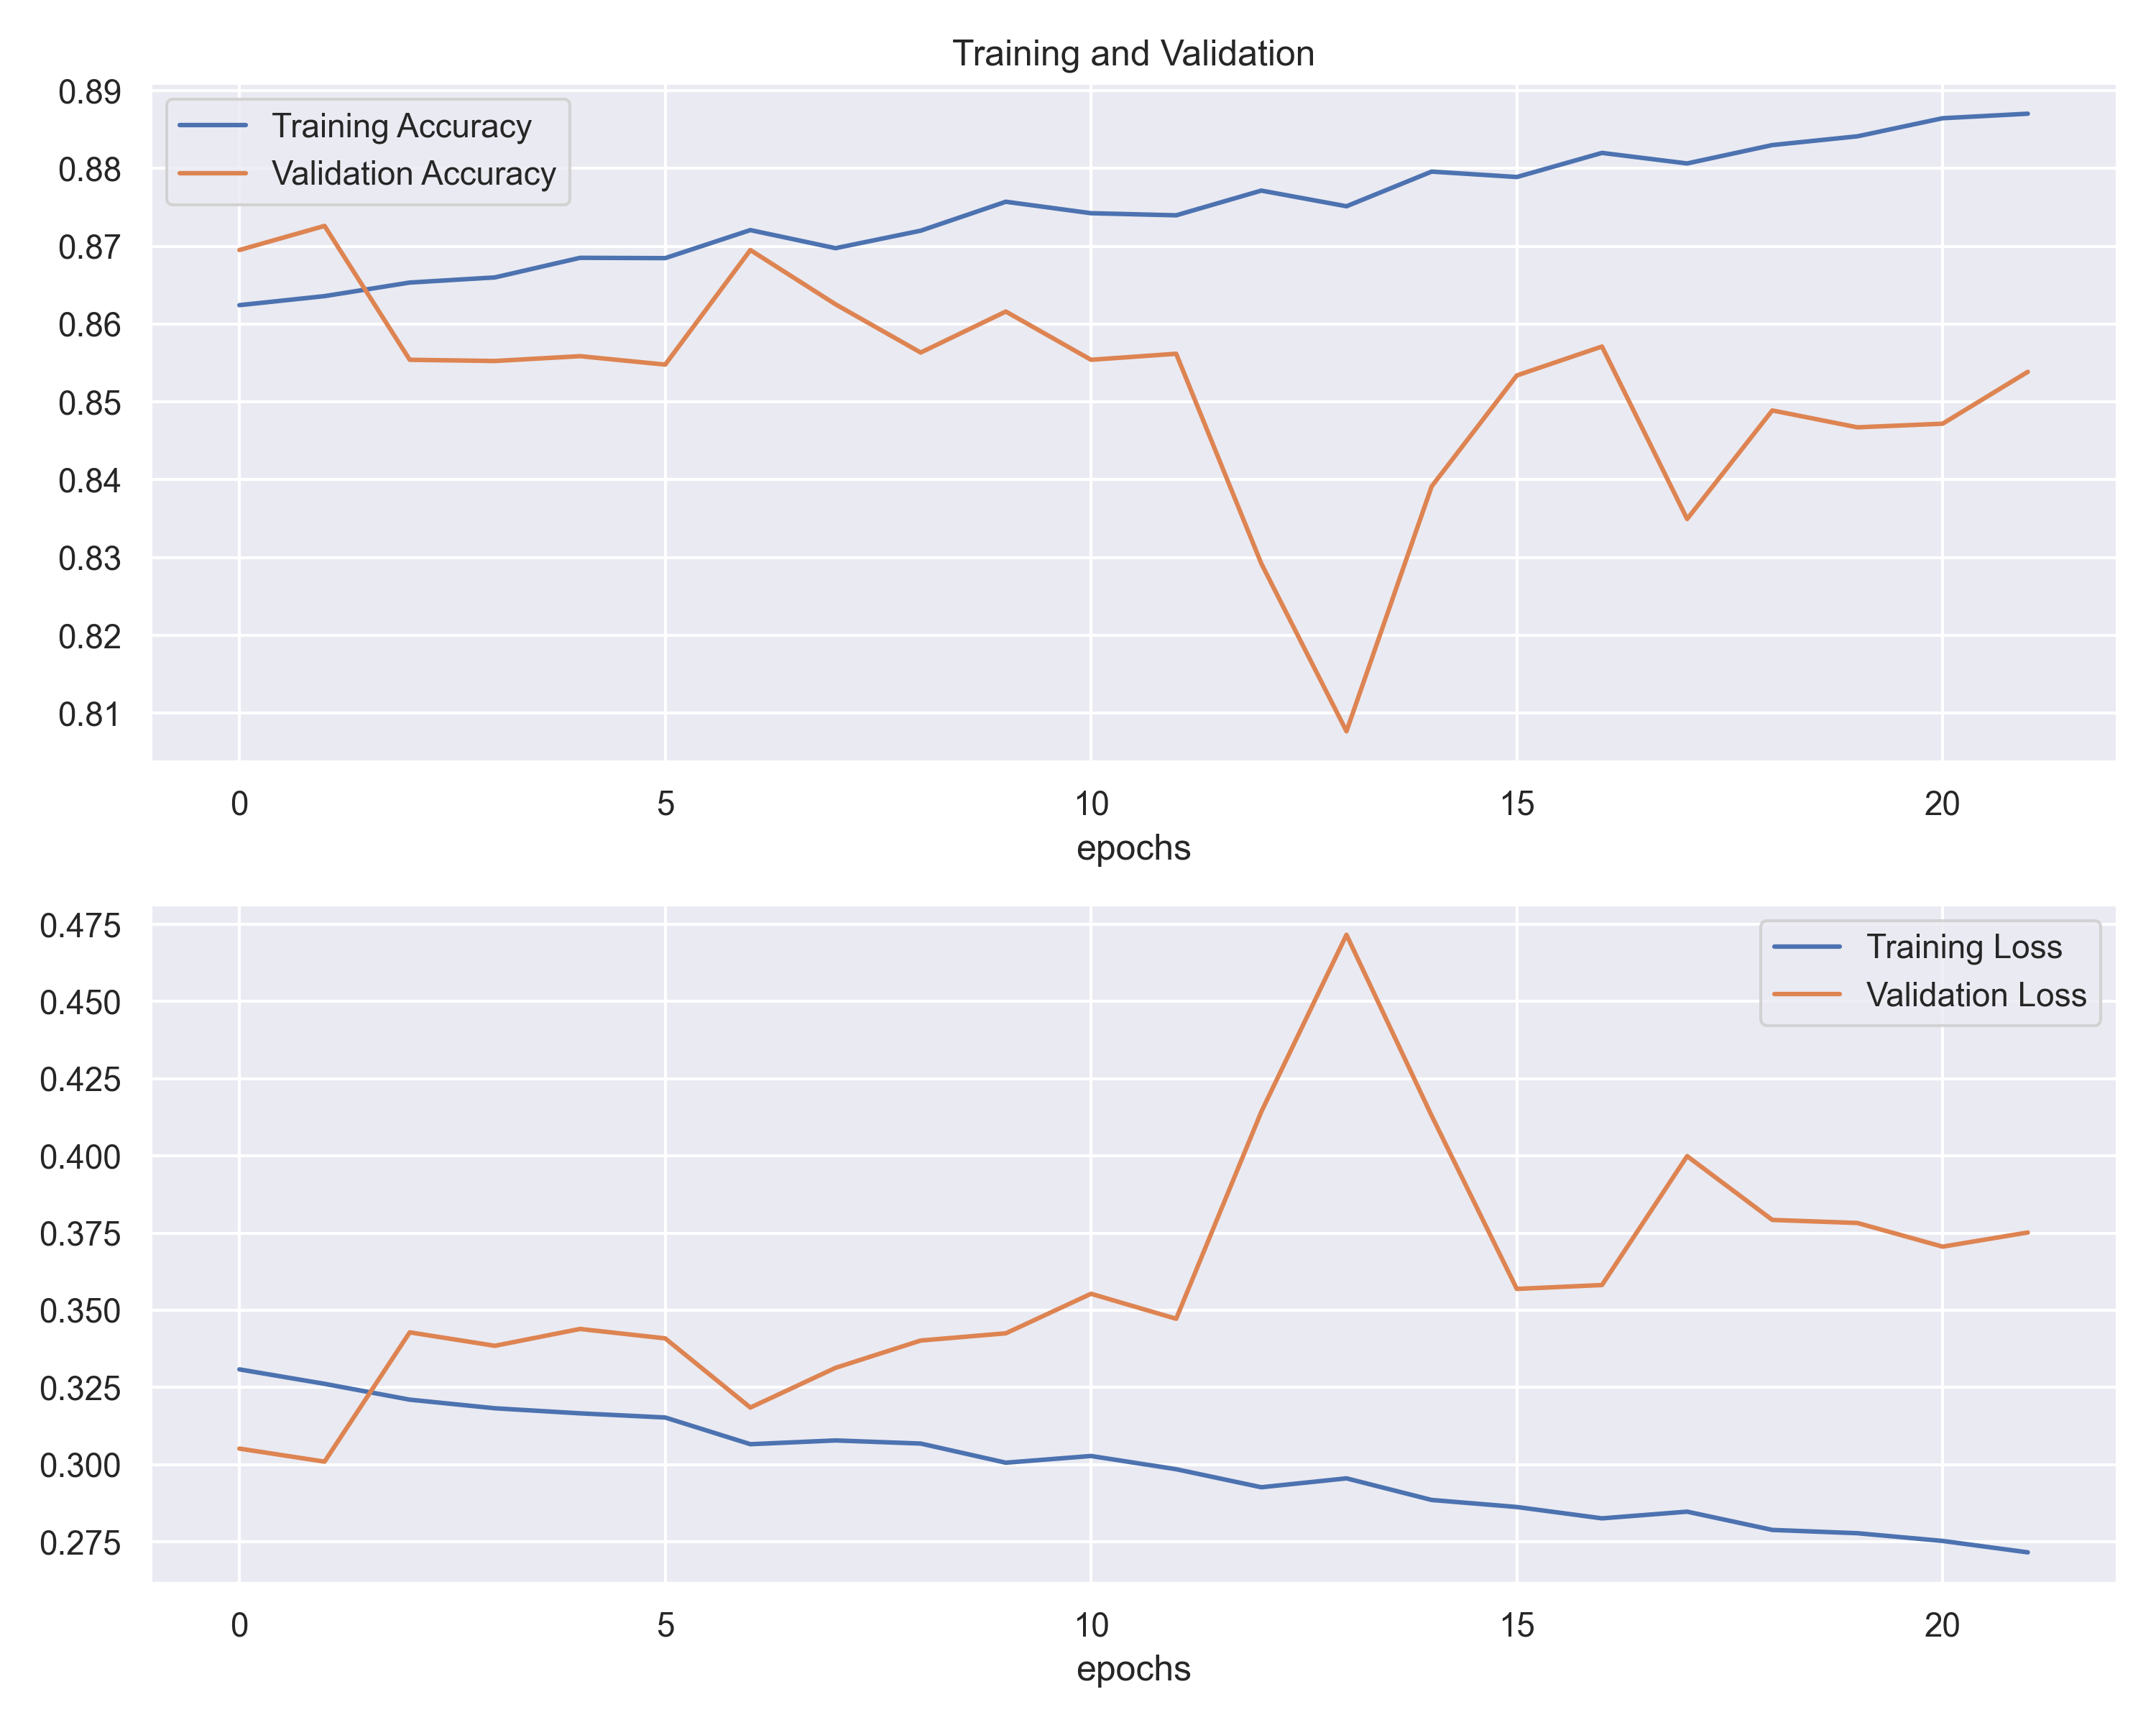 Training and Validation
0.89
0.88
0.87
0.86
0.85
0.84
0.83
0.82
0.81
Training Accuracy
Validation Accuracy
0 5 10 15 20
epochs
0.475
0.450
0.425
0.400
0.375
0.350
0.325
0.300
0.275
Training Loss
Validation Loss
0 5 10 15 20
epochs